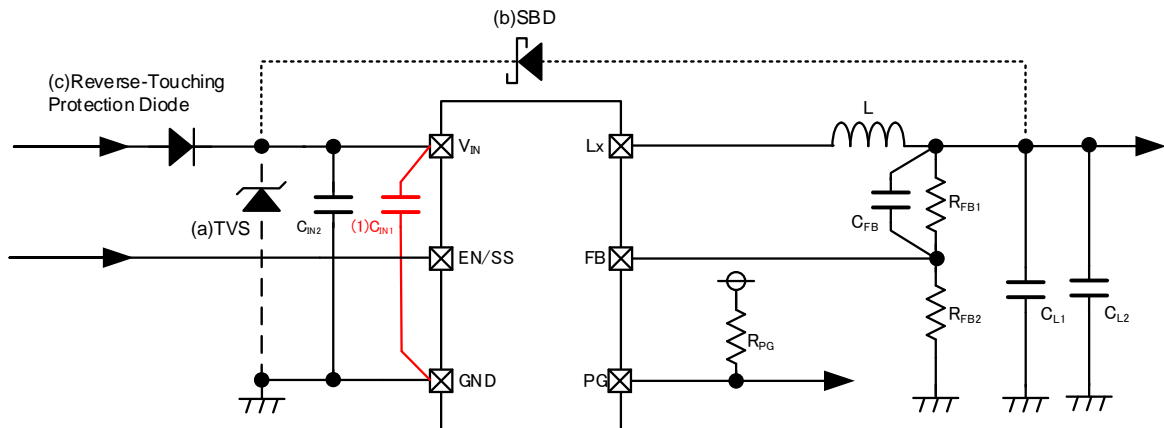 (b)SBD
(c)Reverse-Touching
Protection Diode
L
VIN
Lx
(a)TVS
CIN2
(1)CIN1
CFB
RFB1
EN/SS
FB
RFB2
CL1
CL2
RPG
GND
PG